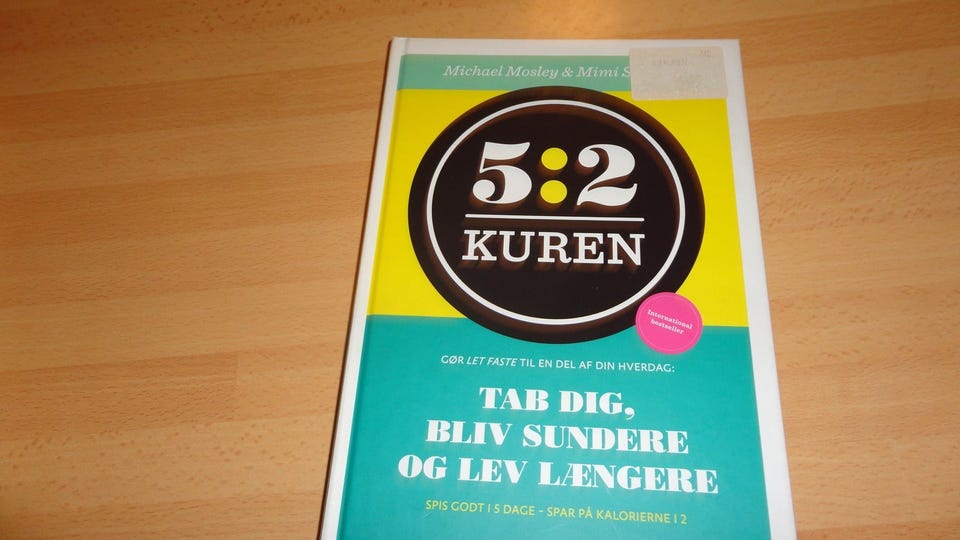 Michael Mosley & Mimi S
5:2
KUREN
International
bestseller
GØR LET FASTE TIL EN DEL AF DIN HVERDAG:
TAB DIG,
BLIV SUNDERE
OG LEV LÆNGERE
SPIS GODT I 5 DAGE – SPAR PÅ KALORIERNE I 2